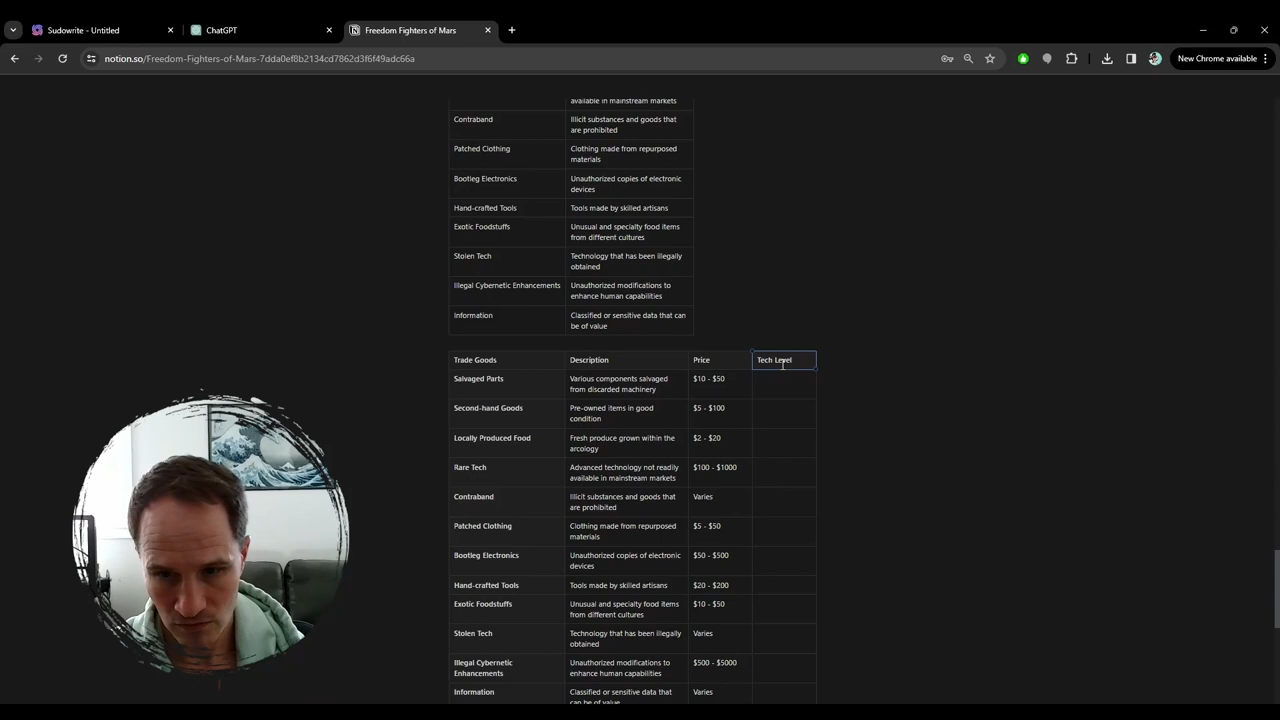 Sudowrite - Untitled
ChatGPT
Freedom Fighters of Mars
notion.so/Freedom-Fighters-of-Mars-7dda0ef8b2134cd7862d3f6f49adc66a
New Chrome available
available in mainstream markets
Contraband
Illicit substances and goods that
are prohibited
Patched Clothing
Clothing made from repurposed
materials
Bootleg Electronics
Unauthorized copies of electronic
devices
Hand-crafted Tools
Tools made by skilled artisans
Exotic Foodstuffs
Unusual and specialty food items
from different cultures
Stolen Tech
Technology that has been illegally
obtained
Illegal Cybernetic Enhancements
Unauthorized modifications to
enhance human capabilities
Information
Classified or sensitive data that can
be of value
Trade Goods
Description
Price
Tech Level
Salvaged Parts
Various components salvaged
from discarded machinery
$10 - $50
Second-hand Goods
Pre-owned items in good
condition
$5 - $100
Locally Produced Food
Fresh produce grown within the
arcology
$2 - $20
Rare Tech
Advanced technology not readily
available in mainstream markets
$100 - $1000
Contraband
Illicit substances and goods that
are prohibited
Varies
Patched Clothing
Clothing made from repurposed
materials
$5 - $50
Bootleg Electronics
Unauthorized copies of electronic
devices
$50 - $500
Hand-crafted Tools
Tools made by skilled artisans
$20 - $200
Exotic Foodstuffs
Unusual and specialty food items
from different cultures
$10 - $50
Stolen Tech
Technology that has been illegally
obtained
Varies
Illegal Cybernetic
Enhancements
Unauthorized modifications to
enhance human capabilities
$500 - $5000
Information
Classified or sensitive data that
can be of value
Varies